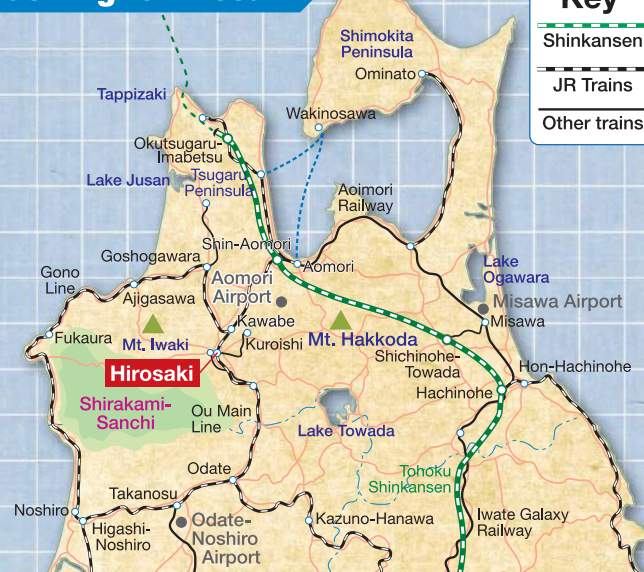 Key
Shinkansen
JR Trains
Other trains
Shimokita
Peninsula
Ominato
Tappizaki
Wakinosawa
Okutsugaru-
Imabetsu
Lake Jusan
Tsugaru
Peninsula
Aoimori
Railway
Shin-Aomori
Goshogawara
Aomori
Lake
Ogawara
Gono
Line
Aomori
Airport
Ajigasawa
Misawa Airport
Kawabe
Misawa
Fukaura
Mt. Iwaki
Kuroishi
Mt. Hakkoda
Shichinohe-
Towada
Hirosaki
Hon-Hachinohe
Hachinohe
Shirakami-
Sanchi
Ou Main
Line
Lake Towada
Odate
Tohoku
Shinkansen
Takanosu
Noshiro
Higashi-
Noshiro
Odate-
Noshiro
Airport
Kazuno-Hanawa
Iwate Galaxy
Railway